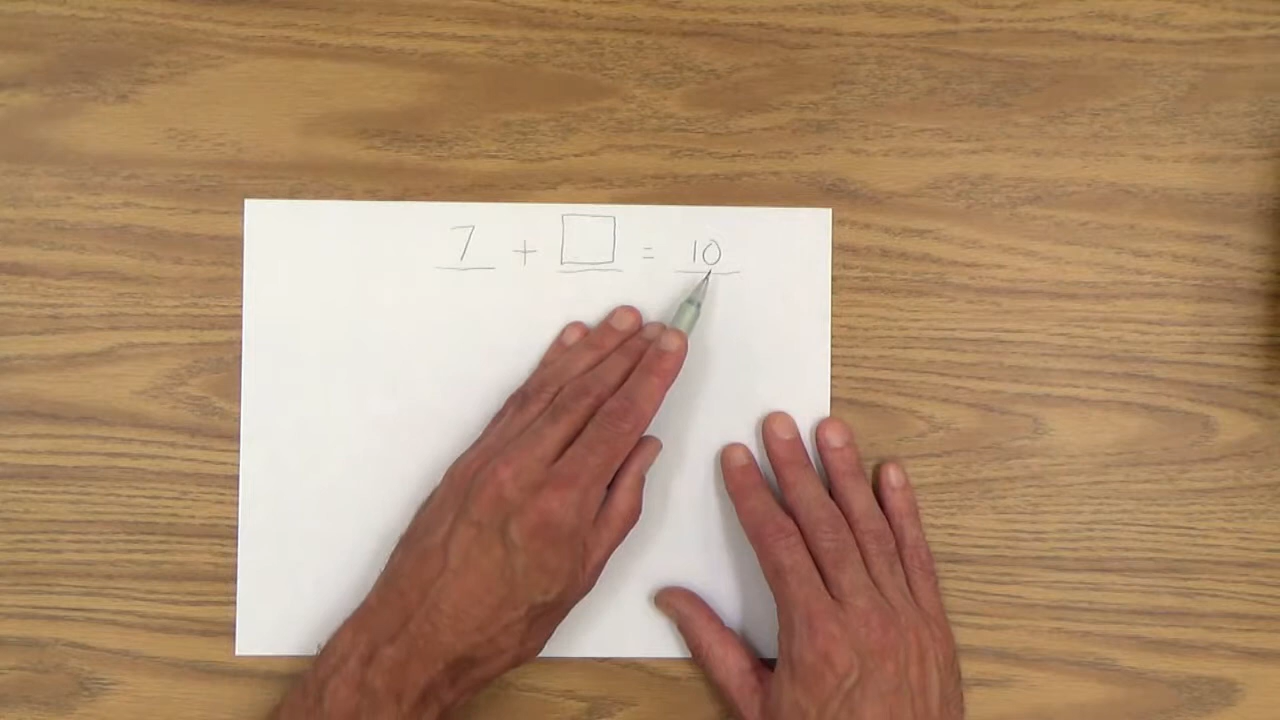 7 + □ = 10